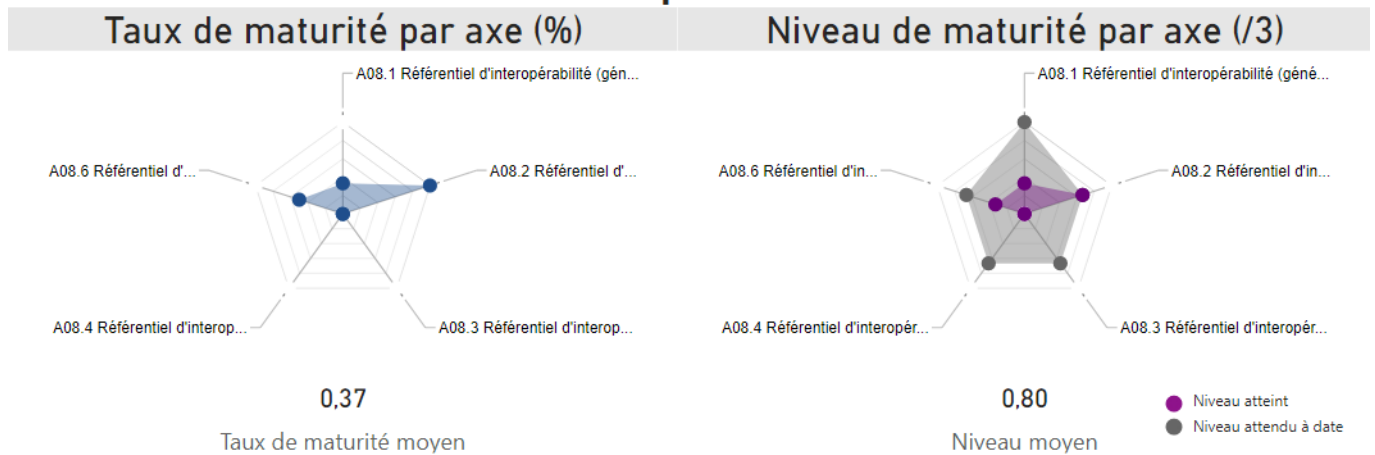 Taux de maturité par axe (%)
Niveau de maturité par axe (/3)
A08.1 Référentiel d'interopérabilité (gén...
A08.6 Référentiel d'...
A08.2 Référentiel d'...
A08.4 Référentiel d'interop...
A08.3 Référentiel d'interop...
0,37
Taux de maturité moyen
A08.1 Référentiel d'interopérabilité (géné...
A08.6 Référentiel d'in...
A08.2 Référentiel d'in...
A08.4 Référentiel d'interopér...
A08.3 Référentiel d'interopér...
0,80
Niveau moyen
Niveau atteint
Niveau attendu à date